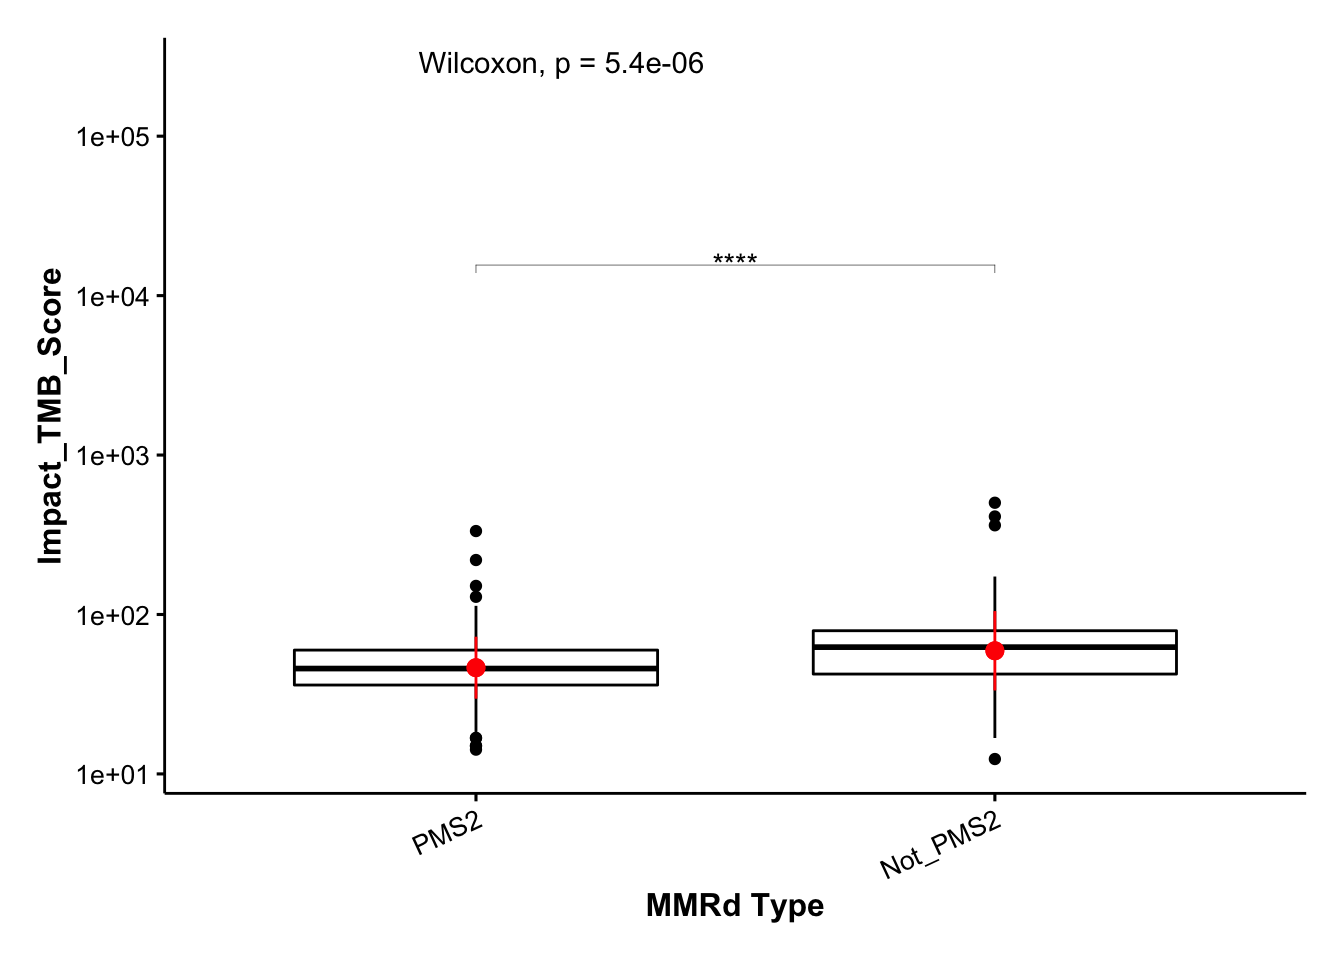 Wilcoxon, p = 5.4e-06
1e+05
****
1e+04
1e+03
1e+02
1e+01
Impact_TMB_Score
PMS2
Not_PMS2
MMRd Type